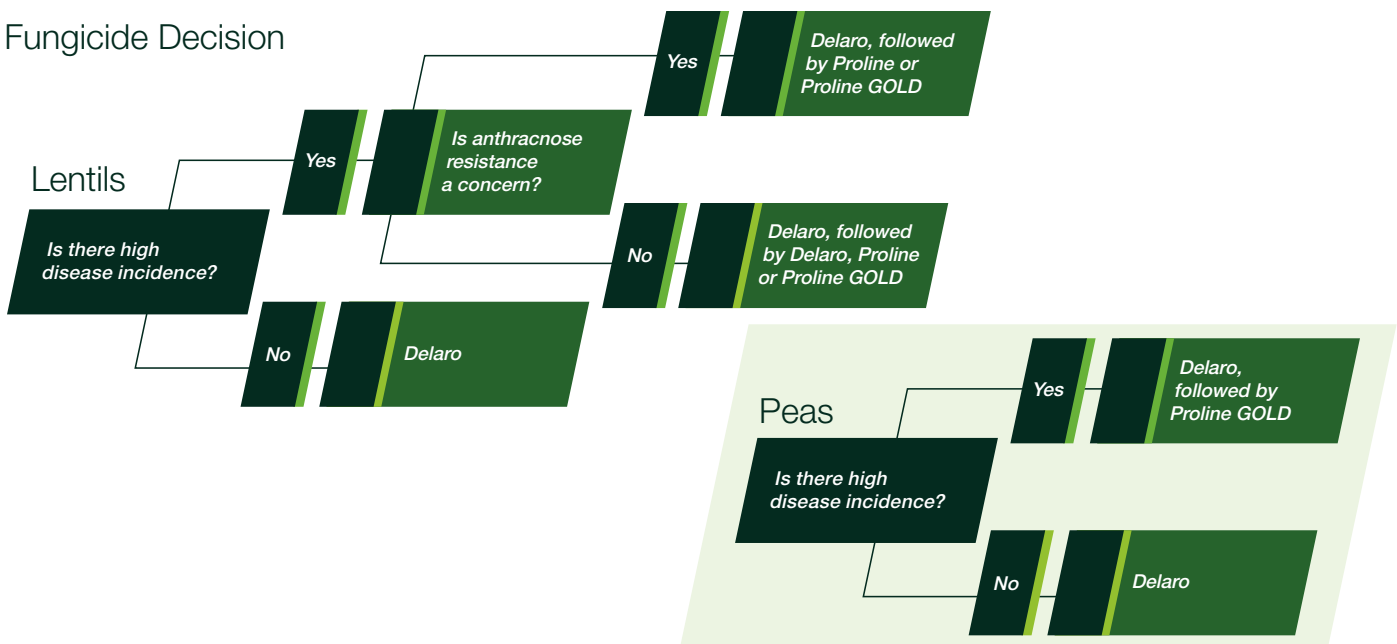 Fungicide Decision
Lentils
Is there high
disease incidence?
Yes
Is anthracnose
resistance
a concern?
Yes
Delaro, followed
by Proline or
Proline GOLD
No
Delaro, followed
by Delaro, Proline
or Proline GOLD
No
Delaro
Peas
Is there high
disease incidence?
Yes
Delaro,
followed by
Proline GOLD
No
Delaro